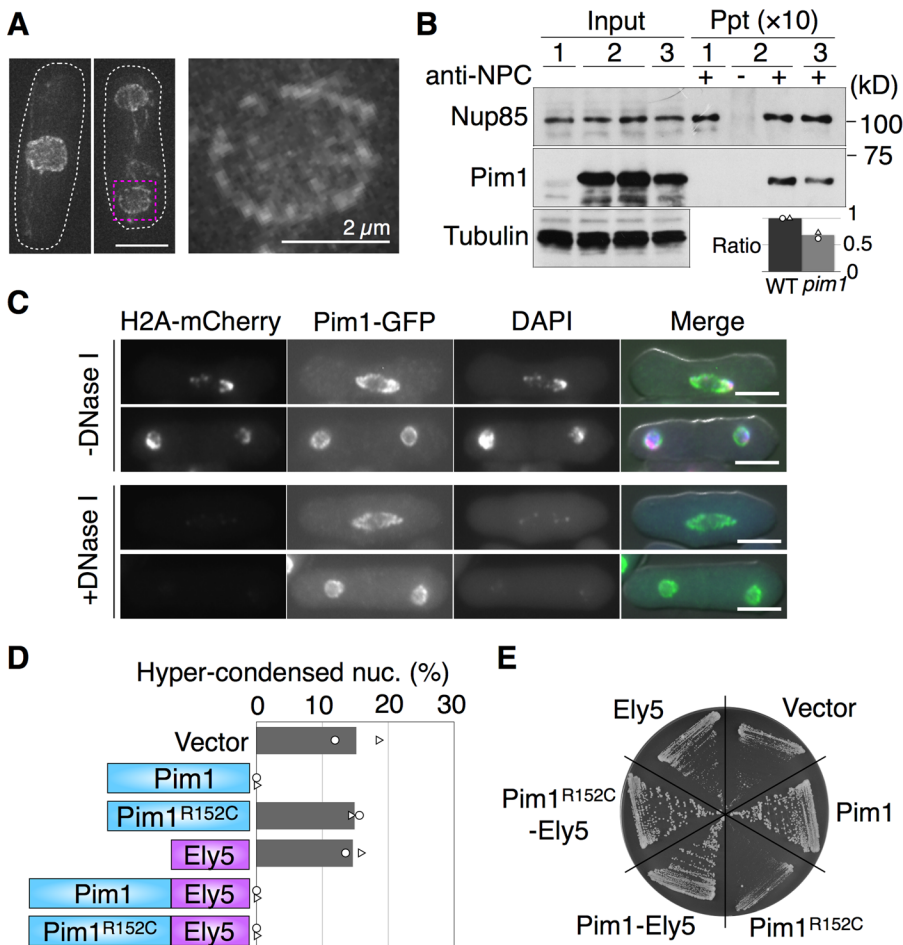 A
2 µm
B
Input
Ppt (×10)
1 2 3 1 2 3
anti-NPC + - + + (kD)
Nup85
100
75
Pim1
Tubulin
Ratio
1
0.5
0
WT pim1
C
H2A-mCherry Pim1-GFP DAPI Merge
-DNase I
+DNase I
D
Hyper-condensed nuc. (%)
0 10 20 30
Vector
Pim1
Pim1R152C
Ely5
Pim1 Ely5
Pim1R152C Ely5
E
Ely5
Vector
Pim1R152C
-Ely5
Pim1
Pim1-Ely5
Pim1R152C